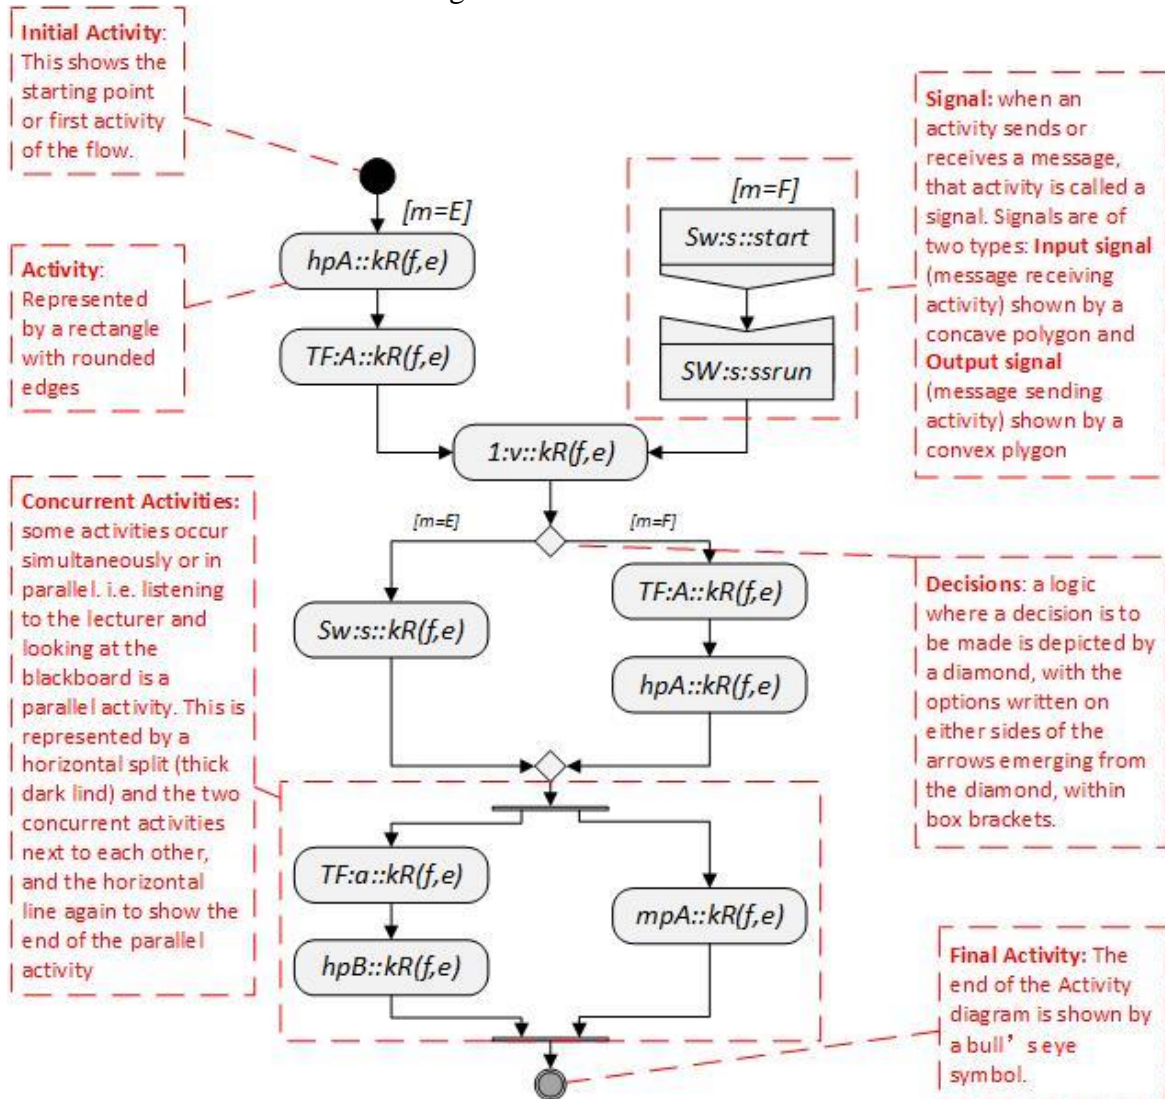 Initial Activity:
This shows the
starting point
or first activity
of the flow.
Signal: when an
activity sends or
receives a message,
that activity is called a
signal. Signals are of
two types: Input signal
(message receiving
activity) shown by a
concave polygon and
Output signal
(message sending
activity) shown by a
convex plygon
[m=E]
[m=F]
hpA::kR(f,e)
Sw:s::start
Activity:
Represented
by a rectangle
with rounded
edges
TF:A::kR(f,e)
SW:s:ssrun
1:v::kR(f,e)
Concurrent Activities:
some activities occur
simultaneously or in
parallel. i.e. listening
to the lecturer and
looking at the
blackboard is a
parallel activity. This is
represented by a
horizontal split (thick
dark lind) and the two
concurrent activities
next to each other,
and the horizontal
line again to show the
end of the parallel
activity
[m=E]
[m=F]
TF:A::kR(f,e)
Sw:s::kR(f,e)
hpA::kR(f,e)
Decisions: a logic
where a decision is to
be made is depicted by
a diamond, with the
options written on
either sides of the
arrows emerging from
the diamond, within
box brackets.
TF:a::kR(f,e)
mpA::kR(f,e)
hpB::kR(f,e)
Final Activity: The
end of the Activity
diagram is shown by
a bull’s eye
symbol.